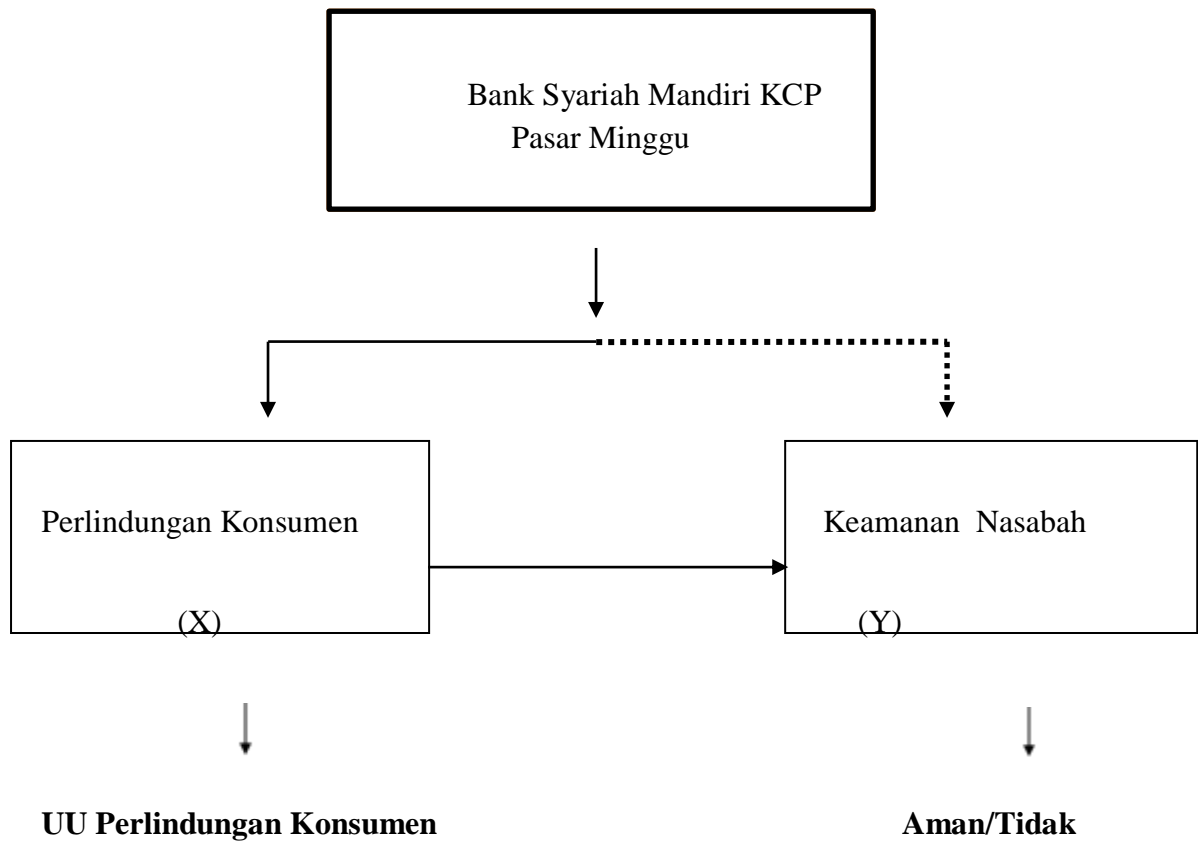 Bank Syariah Mandiri KCP
Pasar Minggu
Perlindungan Konsumen
(X)
Keamanan Nasabah
(Y)
UU Perlindungan Konsumen
Aman/Tidak